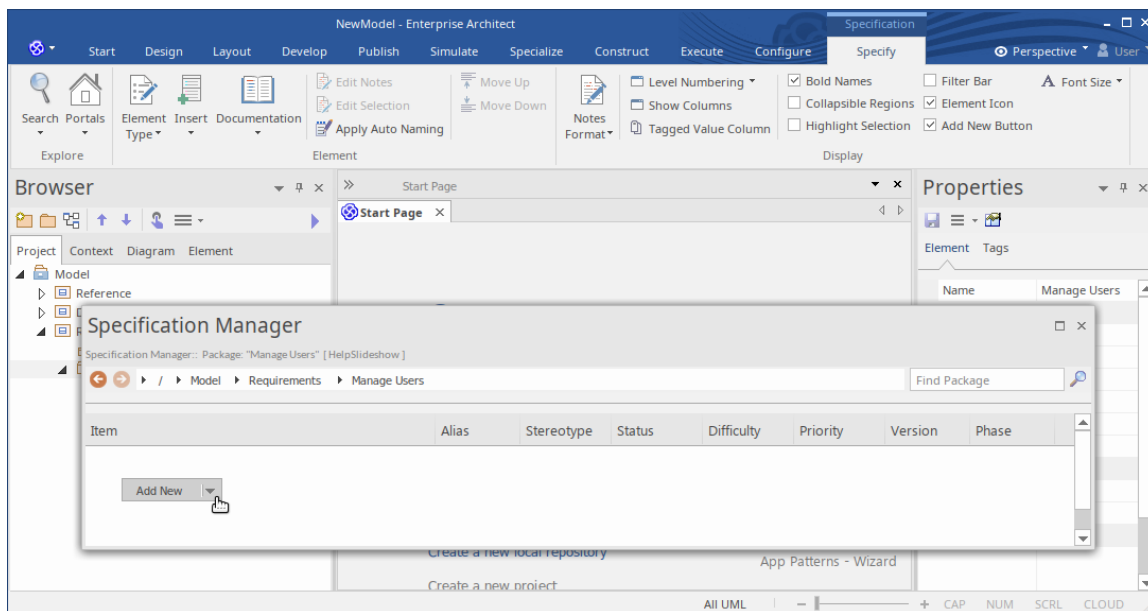 NewModel - Enterprise Architect
Specification
Start Design Layout Develop Publish Simulate Specialize Construct Execute Configure Specify Perspective User
Search Portals
Explore
Element Type Insert Documentation
Edit Notes
Edit Selection
Apply Auto Naming
Move Up
Move Down
Element
Notes Format
Level Numbering
Show Columns
Tagged Value Column
Bold Names
Collapsible Regions
Highlight Selection
Filter Bar
Element Icon
Add New Button
Font Size
Display
Browser
Start Page
Properties
Start Page
Project Context Diagram Element
Element Tags
Model
Reference
Name Manage Users
Specification Manager
Specification Manager:: Package: "Manage Users" [ HelpSlideshow ]
/ Model Requirements Manage Users
Find Package
Item Alias Stereotype Status Difficulty Priority Version Phase
Add New
Create a new local repository
App Patterns - Wizard
Create a new project
All UML
CAP NUM SCRL CLOUD